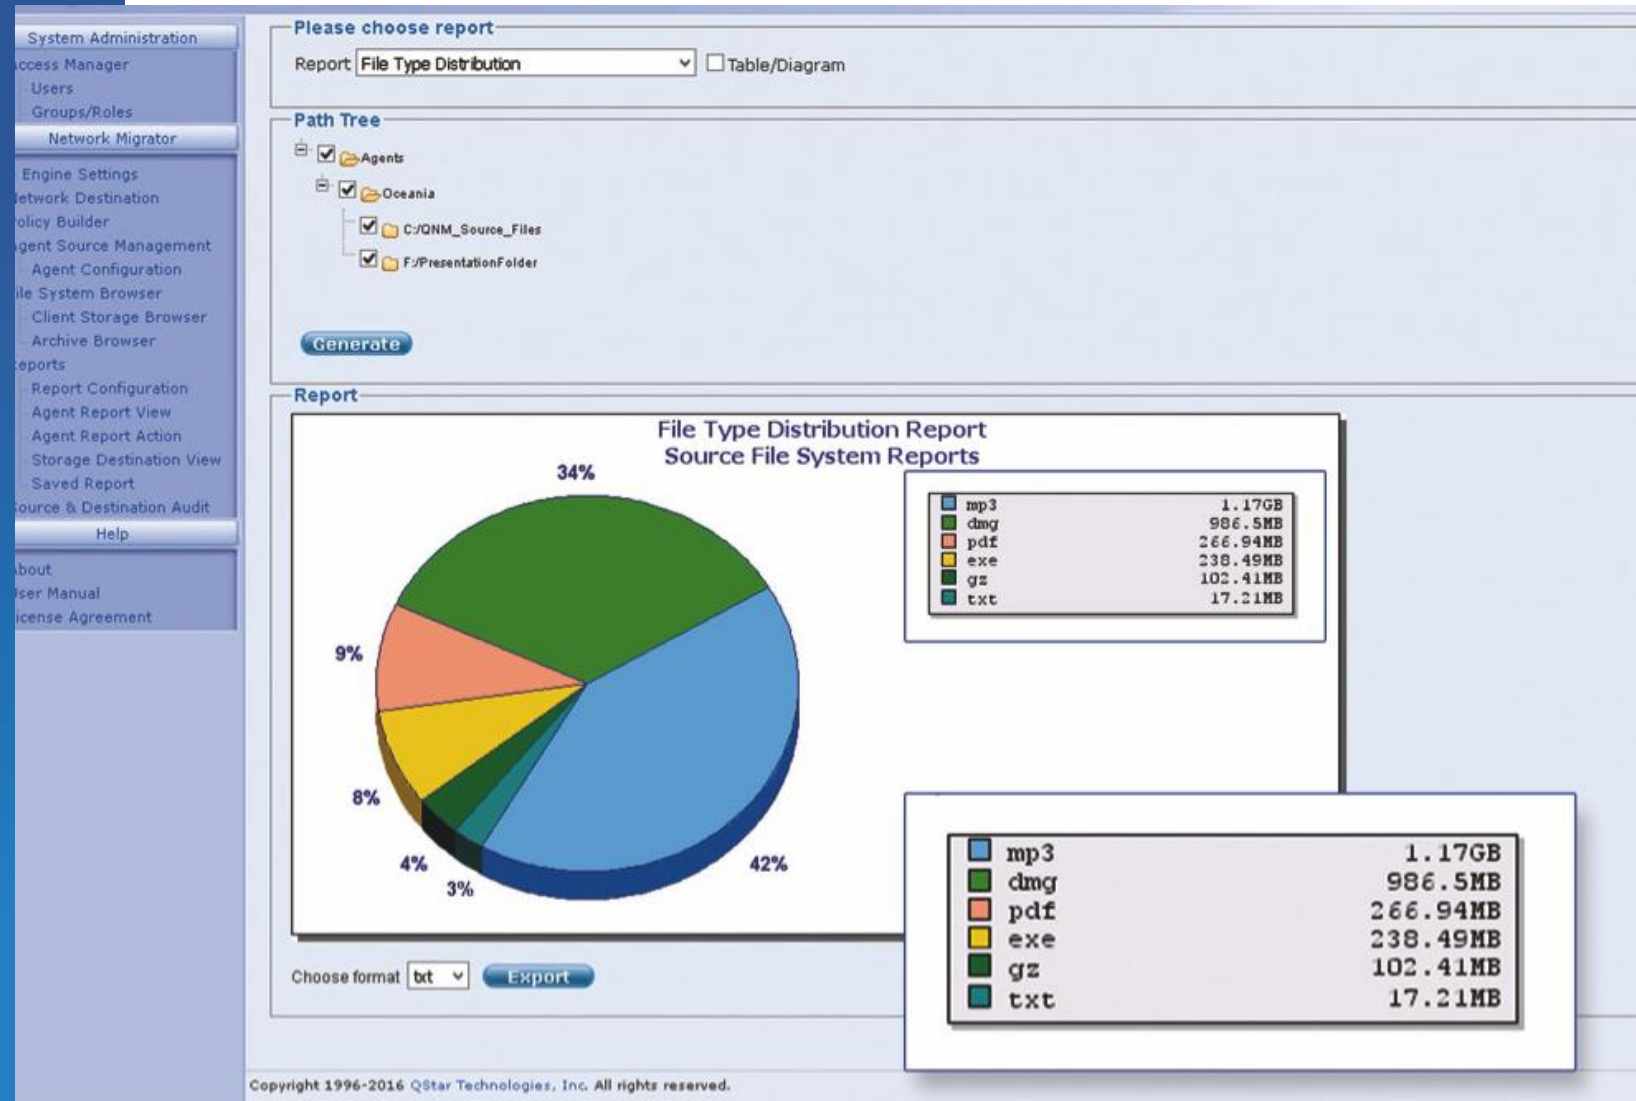 System Administration
ccess Manager
Users
Groups/Roles
Network Migrator
Engine Settings
etwork Destination
olicy Builder
gent Source Management
Agent Configuration
ile System Browser
Client Storage Browser
Archive Browser
eports
Report Configuration
Agent Report View
Agent Report Action
Storage Destination View
Saved Report
ource & Destination Audit
Help
bout
ser Manual
icense Agreement
Please choose report
Report File Type Distribution Table/Diagram
Path Tree
Agents
Oceania
C:/QNM_Source_Files
F:/PresentationFolder
Generate
Report
File Type Distribution Report
Source File System Reports
34%
9%
8%
4%
3%
42%
mp3 1.17GB
dmg 986.5MB
pdf 266.94MB
exe 238.49MB
gz 102.41MB
txt 17.21MB
mp3 1.17GB
dmg 986.5MB
pdf 266.94MB
exe 238.49MB
gz 102.41MB
txt 17.21MB
Choose format txt Export
Copyright 1996-2016 QStar Technologies, Inc. All rights reserved.